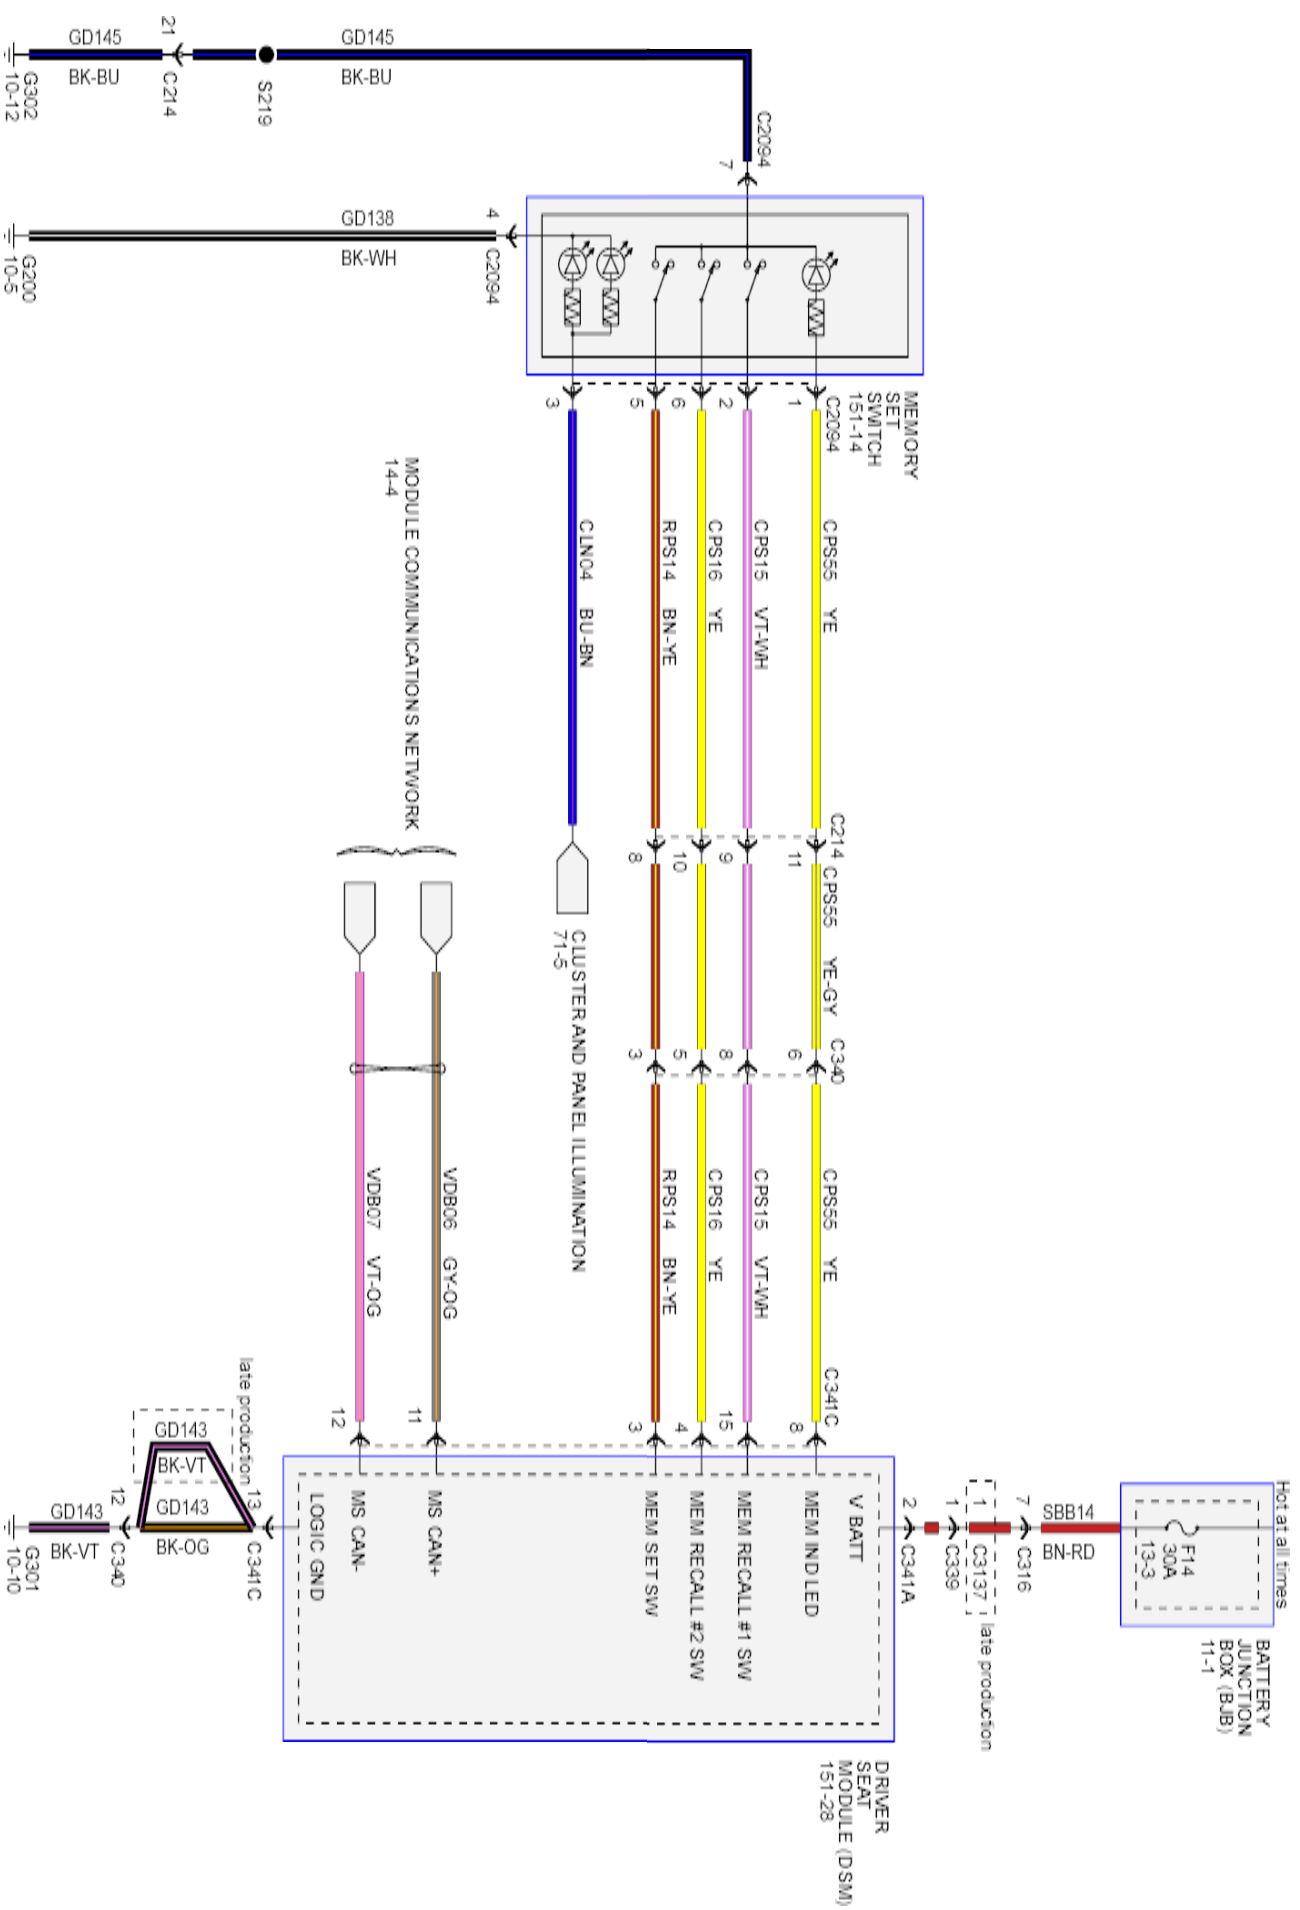 Hot at all times
BATTERY
JUNCTION
BOX (BJB)
11-1
F14
30A
13-3
SBB14
BN-RD
7
C316
1
C3137
late production
1
C339
2
C341A
DRIVER
SEAT
MODULE (DSM)
151-28
V BATT
MEM IND LED
MEM RECALL #1 SW
MEM RECALL #2 SW
MEM SET SW
MS CAN+
MS CAN-
LOGIC GND
MEMORY
SET
SWITCH
151-14
C2094
1
2
6
5
3
CPS55 YE
CPS15 VT-WH
CPS16 YE
RPS14 BN-YE
CLN04 BU-BN
C214
11
9
10
8
CPS55 YE-GY
C340
6
8
5
3
CPS55 YE
CPS15 VT-WH
CPS16 YE
RPS14 BN-YE
C341C
8
15
4
3
11
12
CLUSTER AND PANEL ILLUMINATION
71-5
MODULE COMMUNICATIONS NETWORK
14-4
VDB06 GY-OG
VDB07 VT-OG
C2094
7
GD145
BK-BU
S219
21
C214
GD145
BK-BU
G302
10-12
4
C2094
GD138
BK-WH
G200
10-5
late production
13
C341C
GD143
BK-VT
GD143
BK-OG
12
C340
GD143
BK-VT
G301
10-10